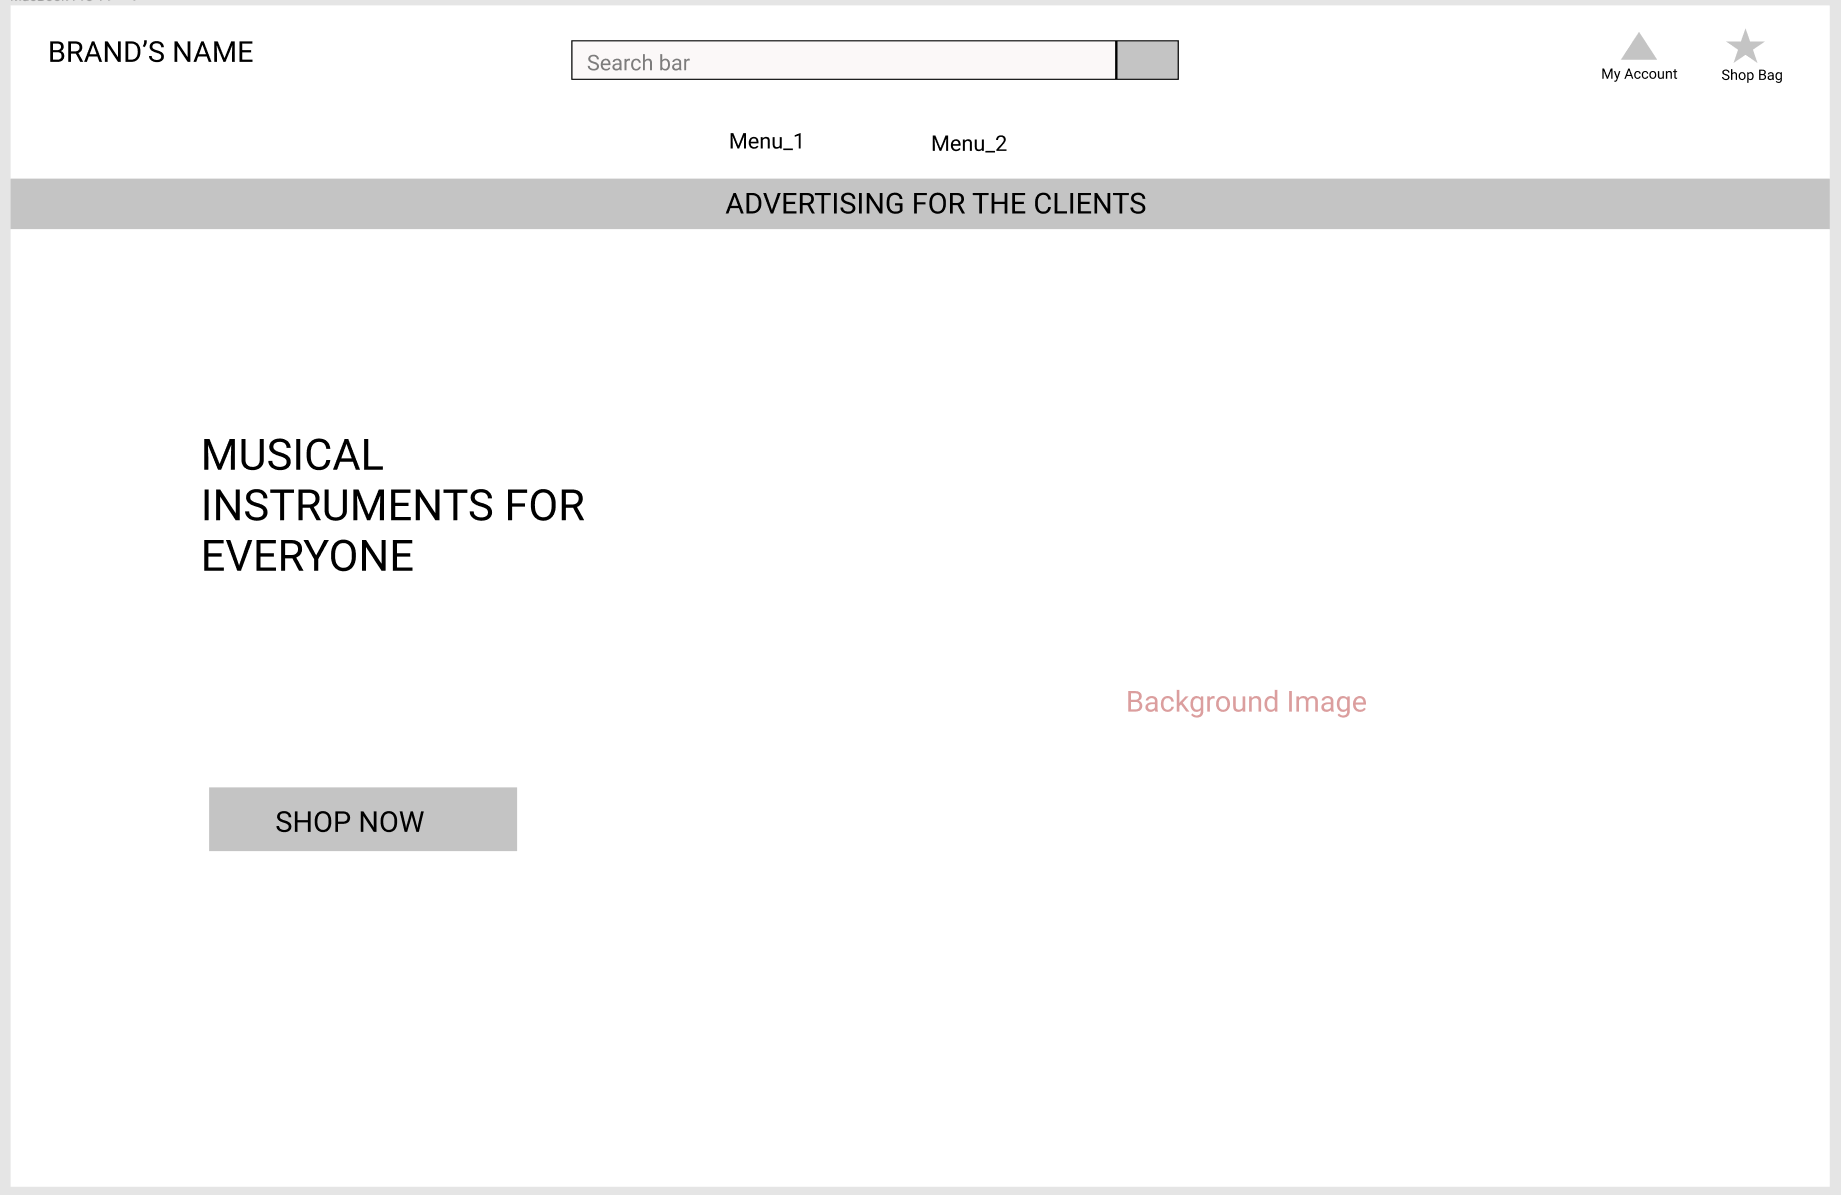 BRAND’S NAME
Search bar
My Account
Shop Bag
Menu_1
Menu_2
ADVERTISING FOR THE CLIENTS
MUSICAL
INSTRUMENTS FOR
EVERYONE
Background Image
SHOP NOW